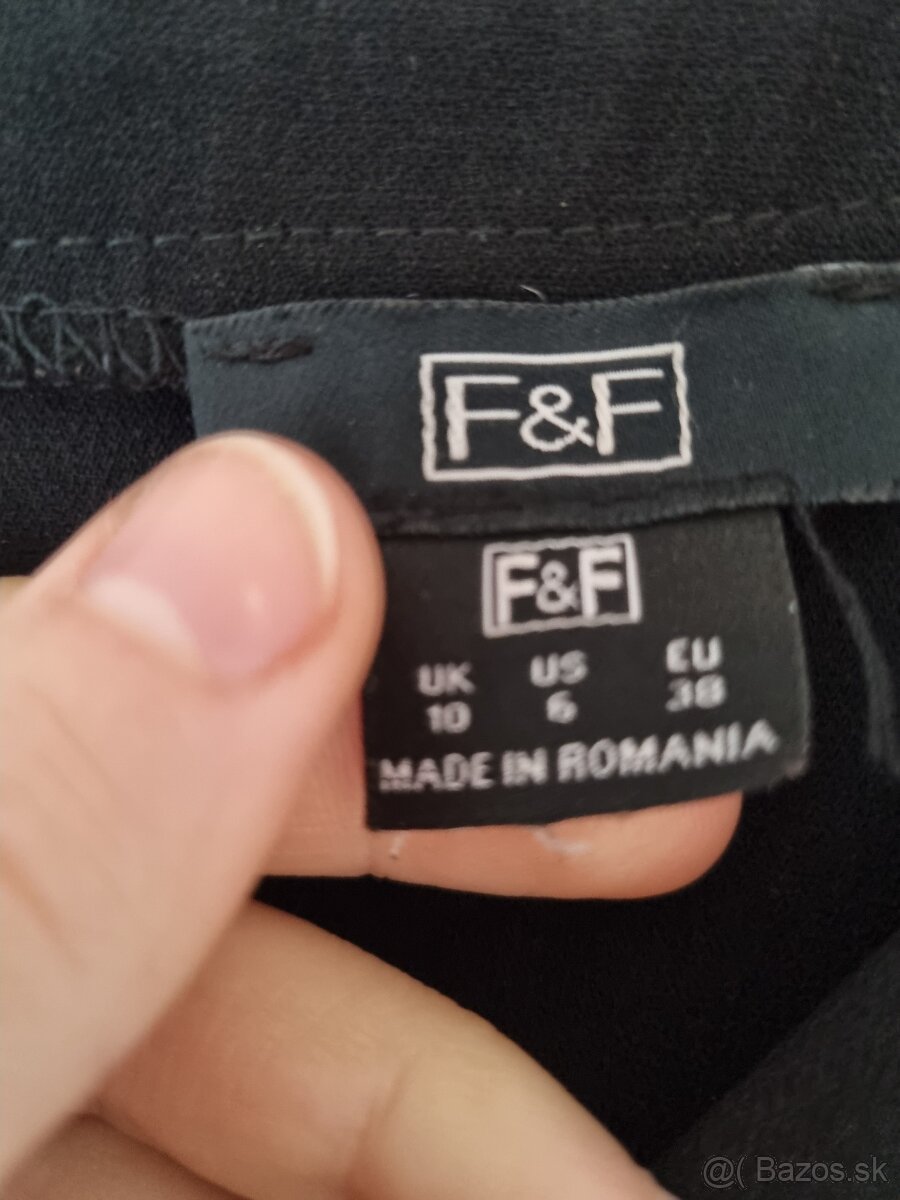 F&F
F&F
UK US EU
10 6 38
MADE IN ROMANIA
@( Bazos.sk